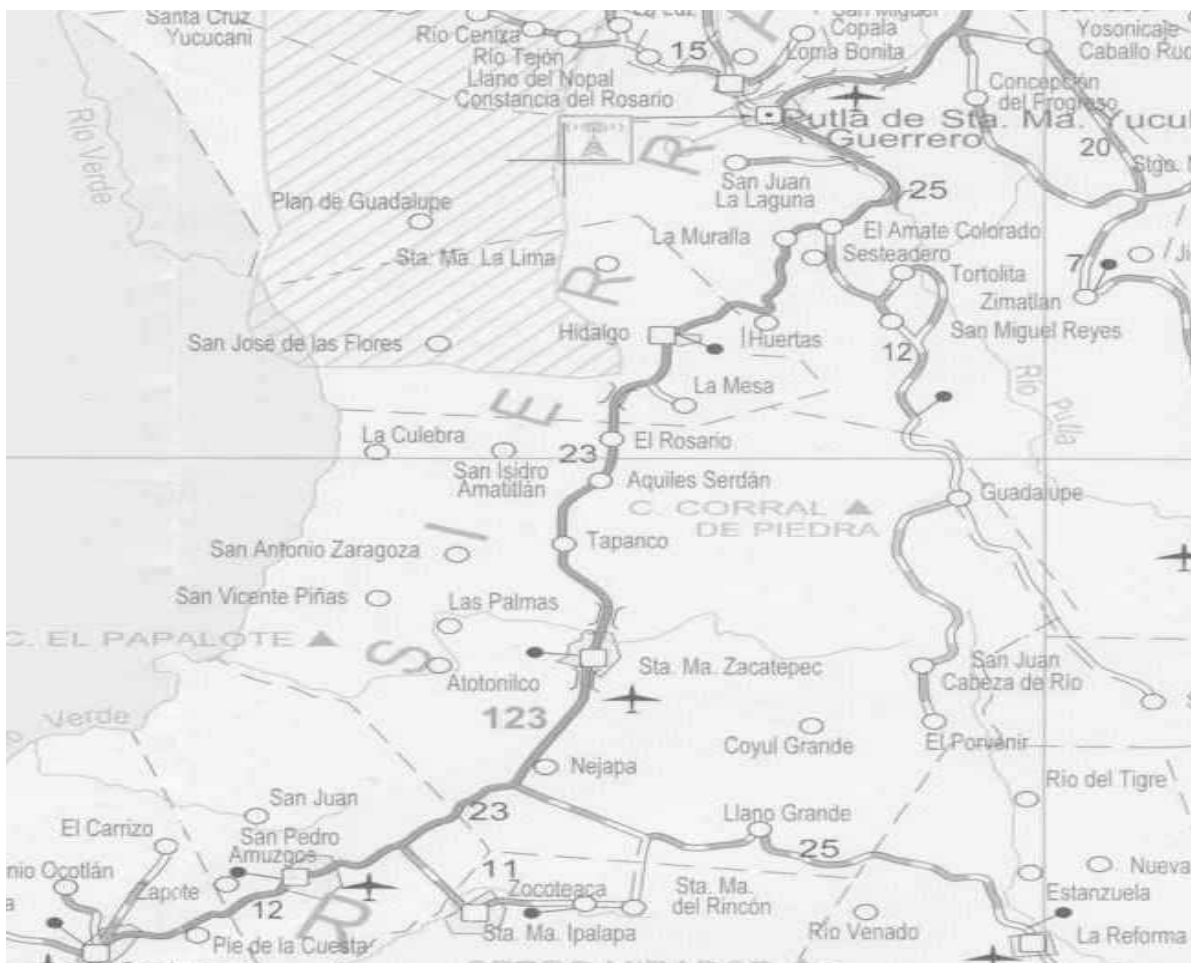 Santa Cruz
Yucucani
Río Ceniza
Río Tejón
Llano del Nopal
Constancia del Rosario
15
Copala
Loma Bonita
Yosonicaje
Concepción
del Progreso
Río Verde
Putla de Sta. Ma. Yucu
Guerrero
20
San Juan
La Laguna
25
Plan de Guadalupe
La Muralla
El Amate Colorado
Sesteadero
Sta. Ma. La Lima
Tortolita
7
Zimatlan
Hidalgo
Huertas
San Miguel Reyes
San José de las Flores
12
La Mesa
Río Putla
La Culebra
El Rosario
23
San Isidro
Amatitlán
Aquiles Serdán
Guadalupe
C. CORRAL
DE PIEDRA
San Antonio Zaragoza
Tapanco
San Vicente Piñas
Las Palmas
C. EL PAPALOTE
Atotonilco
Sta. Ma. Zacatepec
San Juan
Cabeza de Río
Verde
123
Coyul Grande
El Porvenir
Nejapa
Río del Tigre
San Juan
23
Llano Grande
El Carrizo
San Pedro
Amuzgos
25
nio Ocotlán
Zapote
11
Zocoteaca
Sta. Ma.
del Rincón
Nueva
Estanzuela
12
Pie de la Cuesta
Sta. Ma. Ipalapa
Río Venado
La Reforma
S I E R R
R